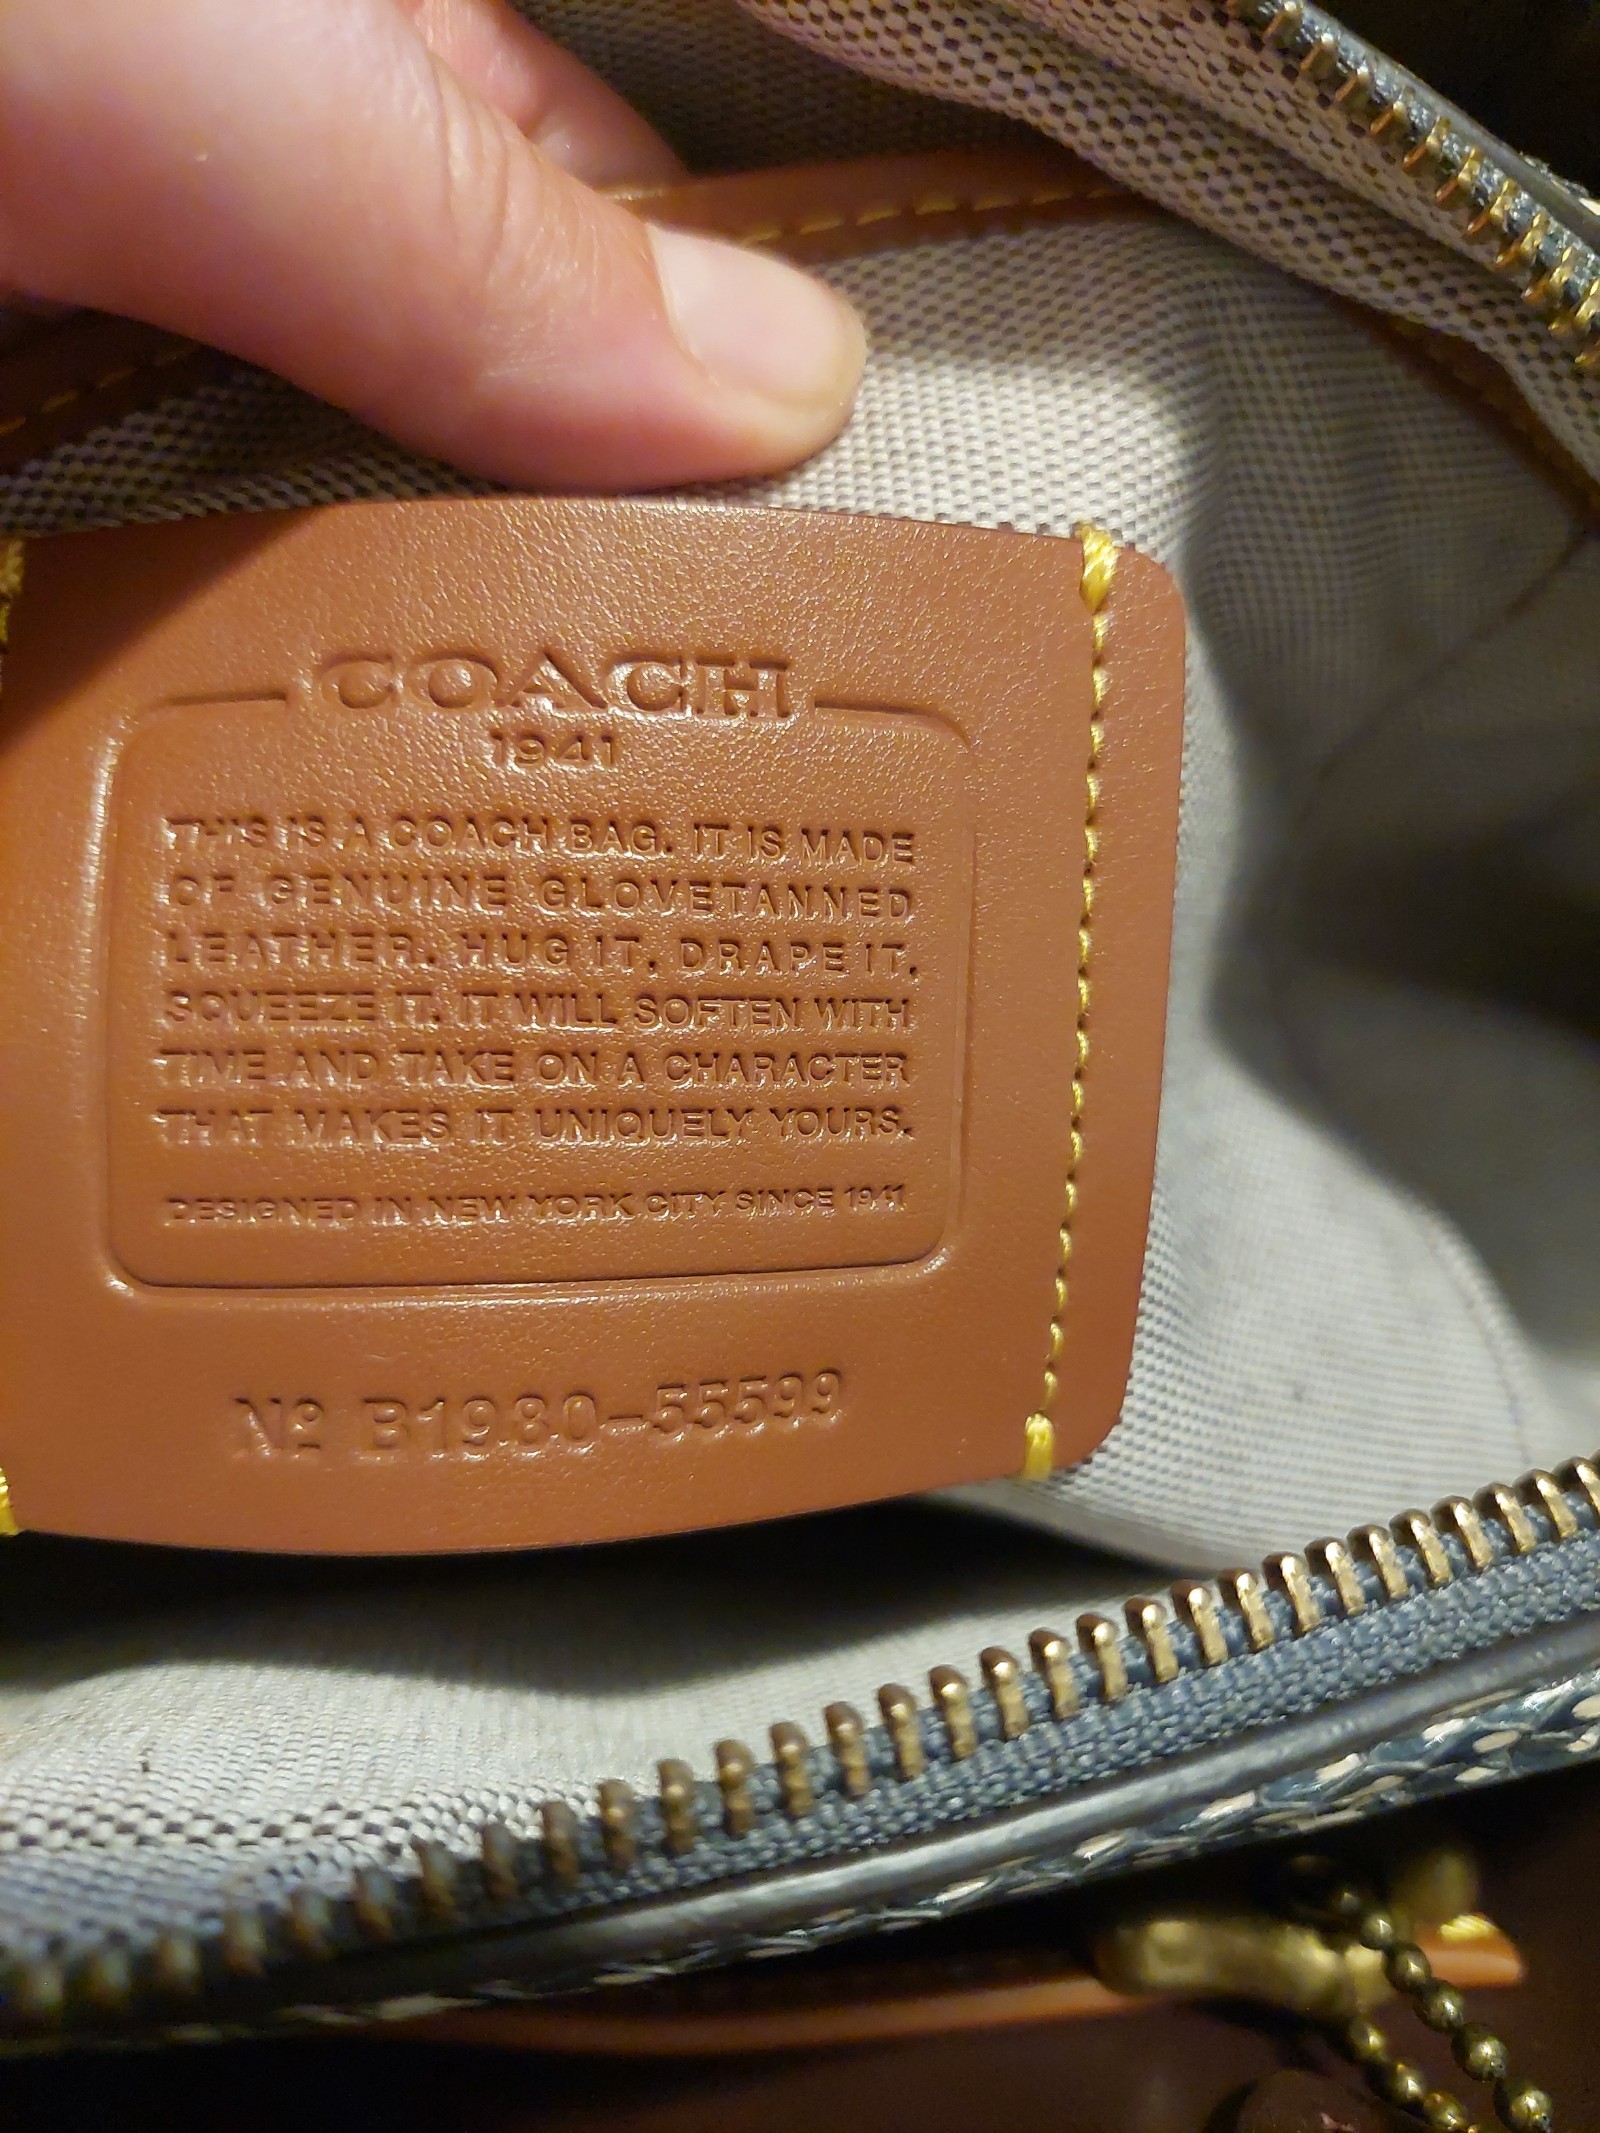 COACH
1941
THIS IS A COACH BAG. IT IS MADE
OF GENUINE GLOVETANNED
LEATHER. HUG IT, DRAPE IT,
SQUEEZE IT. IT WILL SOFTEN WITH
TIME AND TAKE ON A CHARACTER
THAT MAKES IT UNIQUELY YOURS.
DESIGNED IN NEW YORK CITY SINCE 1941
Nº B1980-55599